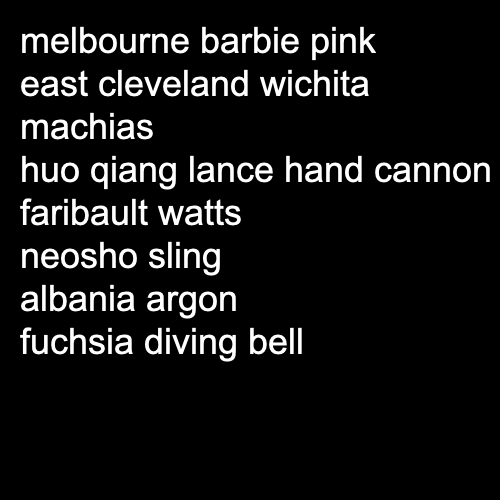 melbourne barbie pink
east cleveland wichita
machias
huo qiang lance hand cannon
faribault watts
neosho sling
albania argon
fuchsia diving bell